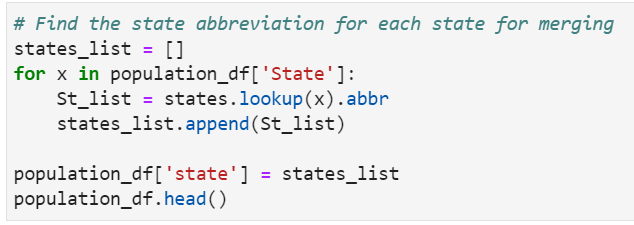 # Find the state abbreviation for each state for merging
states_list = []
for x in population_df['State']:
    St_list = states.lookup(x).abbr
    states_list.append(St_list)

population_df['state'] = states_list
population_df.head()